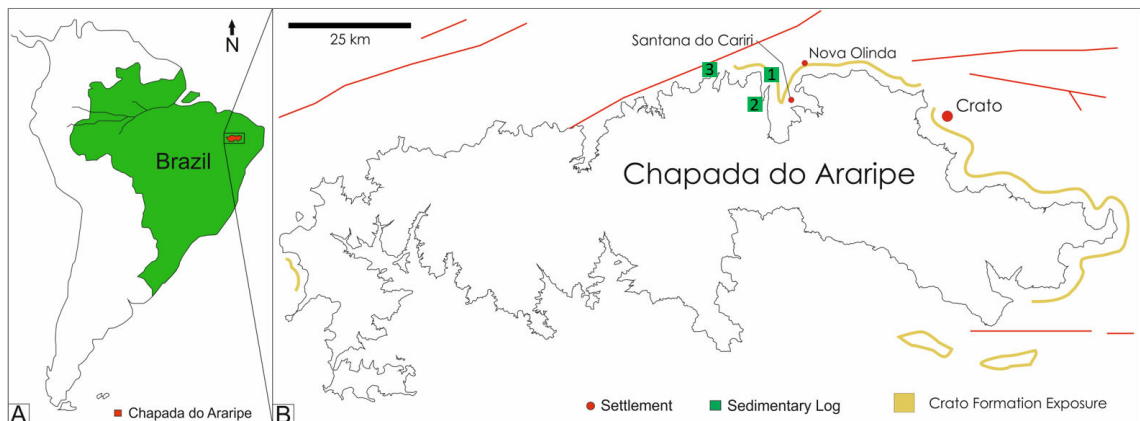 N
Brazil
Chapada do Araripe
A
25 km
Santana do Cariri
Nova Olinda
3
1
2
Crato
Chapada do Araripe
Settlement
Sedimentary Log
Crato Formation Exposure
B